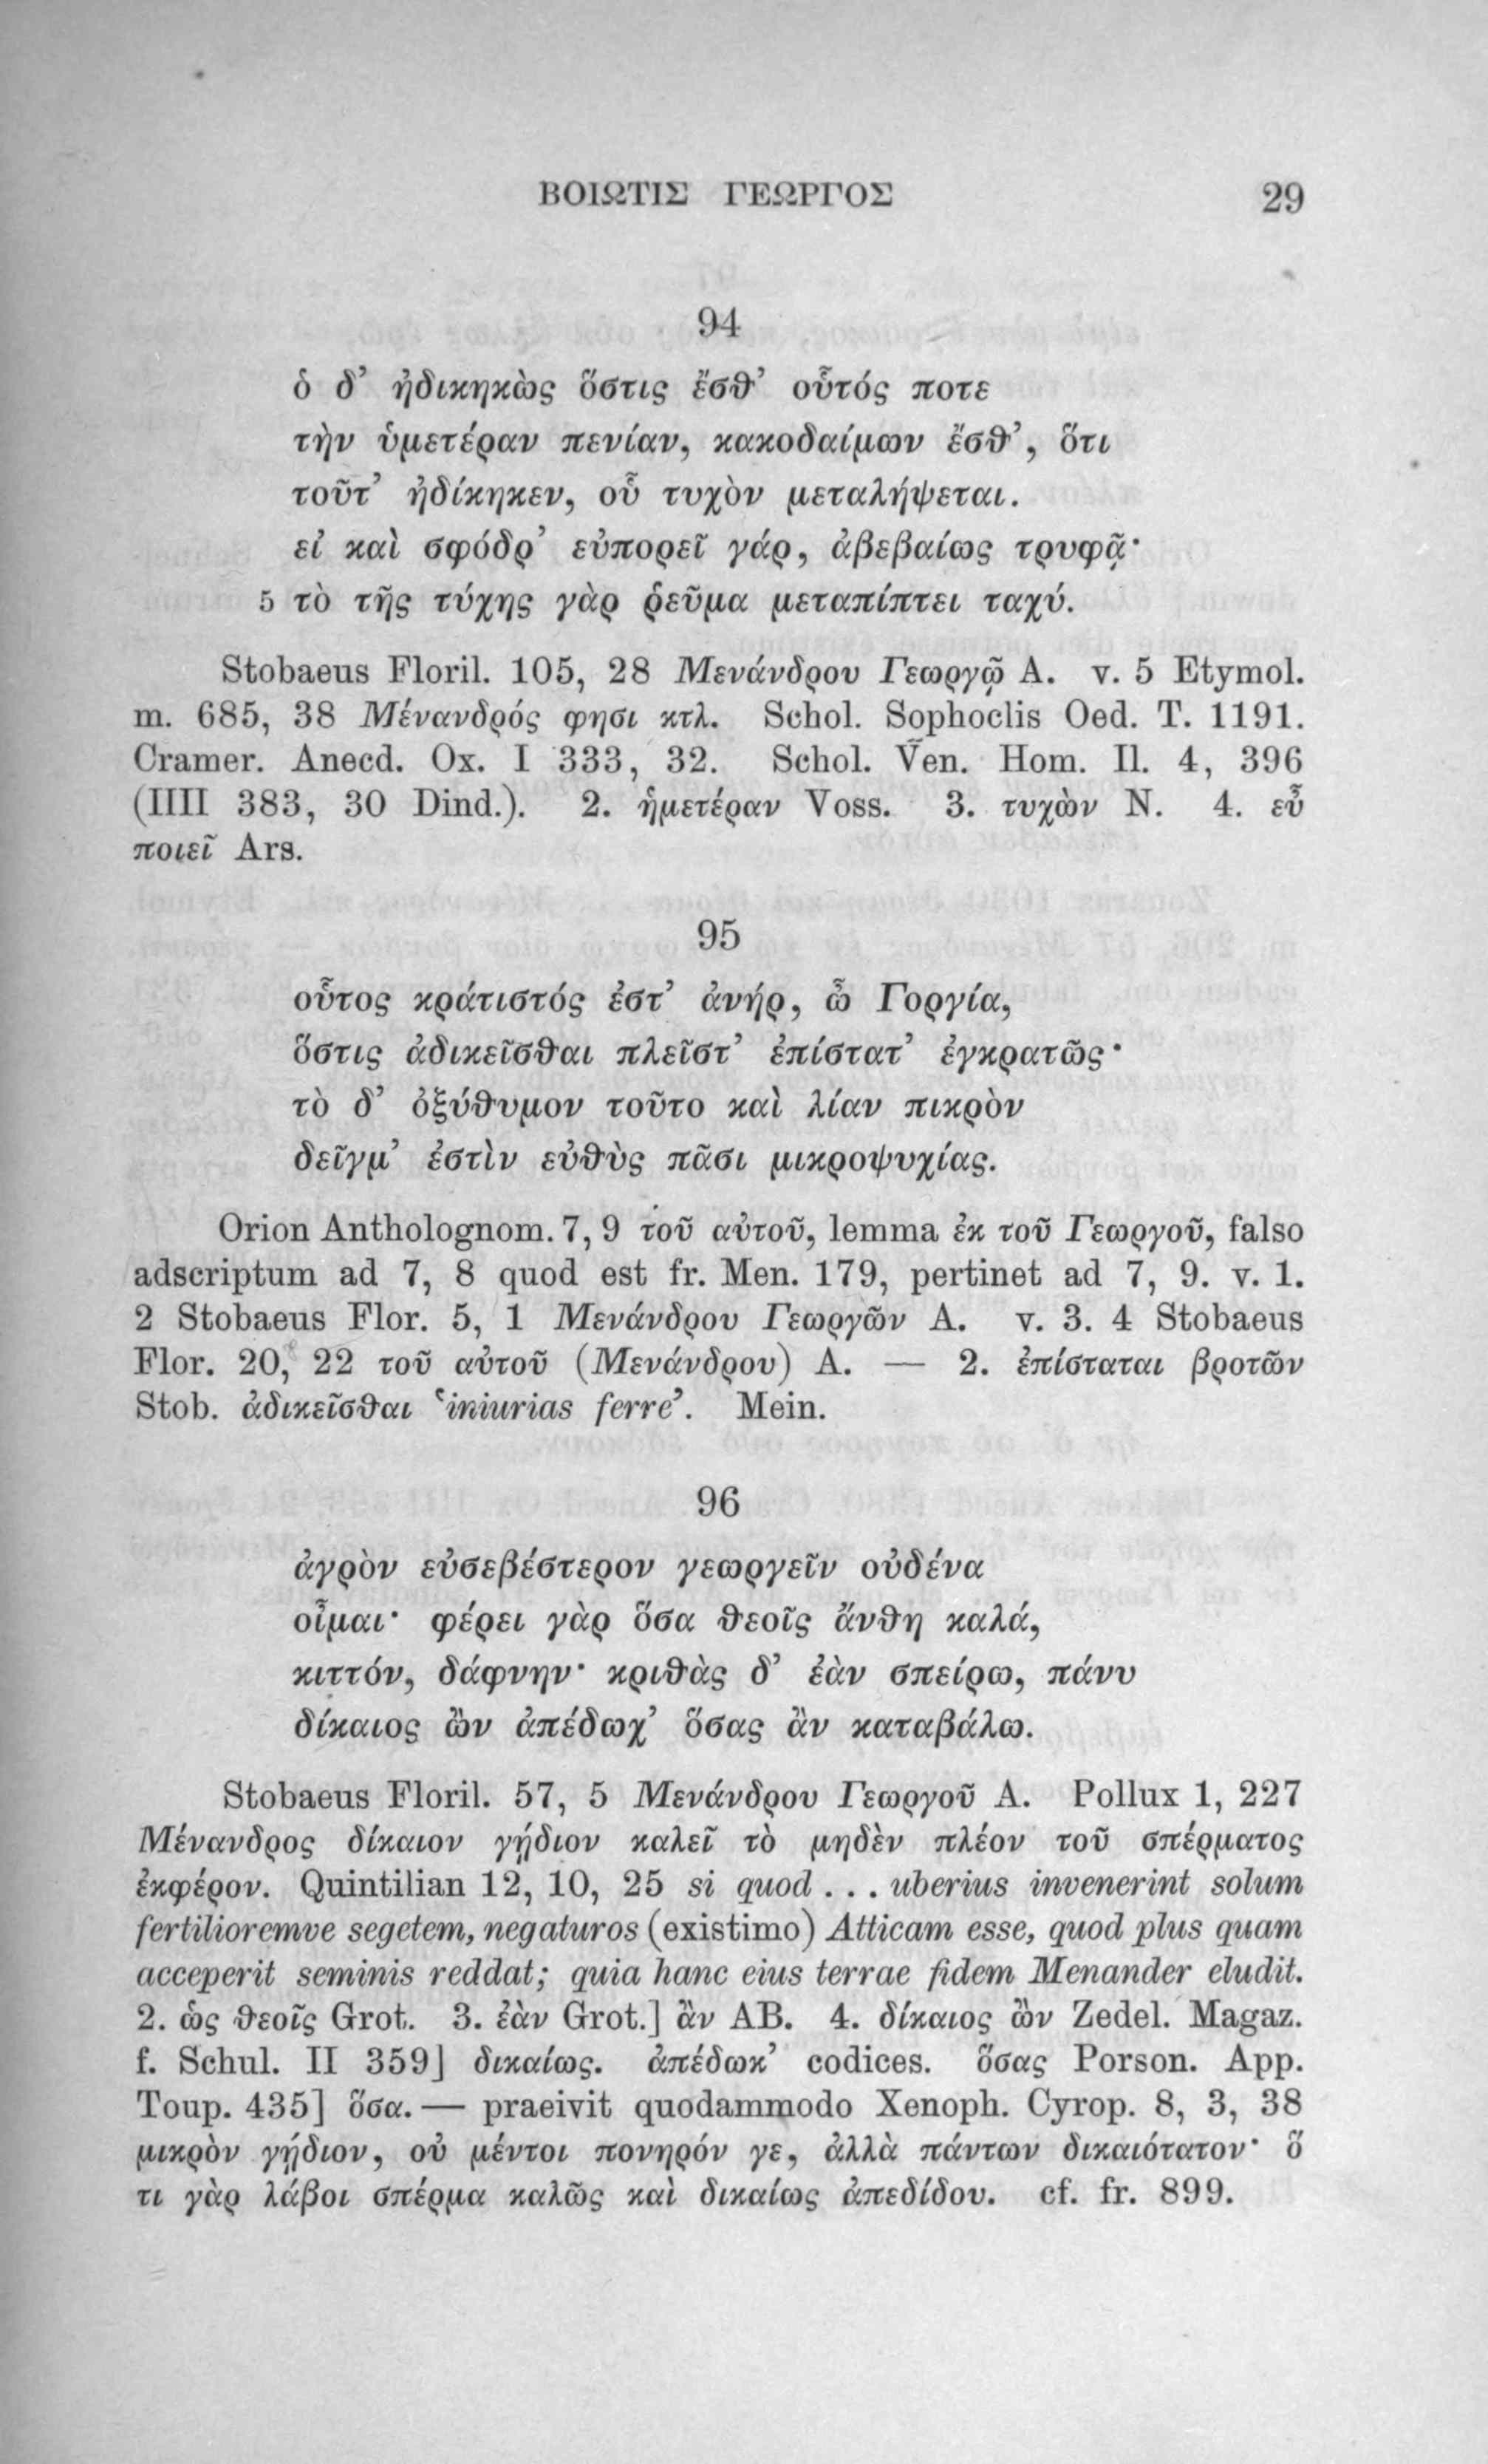 ΒΟΙΩΤΙΣ ΓΕΩΡΓΟΣ 29
94
ὁ δ’ ἠδικηκὼς ὅστις ἔσθ’ οὗτός ποτε
τὴν ὑμετέραν πενίαν, κακοδαίμων ἔσθ’, ὅτι
τοῦτ’ ἠδίκηκεν, οὗ τυχὸν μεταλήψεται.
εἰ καὶ σφόδρ’ εὐπορεῖ γάρ, ἀβεβαίως τρυφᾷ·
5 τὸ τῆς τύχης γὰρ ῥεῦμα μεταπίπτει ταχύ.
Stobaeus Floril. 105, 28 Μενάνδρου Γεωργῷ A. v. 5 Etymol.
m. 685, 38 Μένανδρός φησι κτλ. Schol. Sophoclis Oed. T. 1191.
Cramer. Anecd. Ox. I 333, 32. Schol. Ven. Hom. Il. 4, 396
(IIII 383, 30 Dind.). 2. ἡμετέραν Voss. 3. τυχὼν N. 4. εὖ
ποιεῖ Ars.
95
οὗτος κράτιστός ἐστ’ ἀνήρ, ὦ Γοργία,
ὅστις ἀδικεῖσθαι πλεῖστ’ ἐπίστατ’ ἐγκρατῶς·
τὸ δ’ ὀξύθυμον τοῦτο καὶ λίαν πικρὸν
δεῖγμ’ ἐστὶν εὐθὺς πᾶσι μικροψυχίας.
Orion Anthologn­om. 7, 9 τοῦ αὐτοῦ, lemma ἐκ τοῦ Γεωργοῦ, falso
adscriptum ad 7, 8 quod est fr. Men. 179, pertinet ad 7, 9. v. 1.
2 Stobaeus Flor. 5, 1 Μενάνδρου Γεωργῶν A. v. 3. 4 Stobaeus
Flor. 20, 22 τοῦ αὐτοῦ (Μενάνδρου) A. — 2. ἐπίσταται βροτῶν
Stob. ἀδικεῖσθαι ‘iniurias ferre’. Mein.
96
ἀγρὸν εὐσεβέστερον γεωργεῖν οὐδένα
οἶμαι· φέρει γὰρ ὅσα θεοῖς ἄνθη καλά,
κιττόν, δάφνην· κριθὰς δ’ ἐὰν σπείρω, πάνυ
δίκαιος ὢν ἀπέδωχ’ ὅσας ἂν καταβάλω.
Stobaeus Floril. 57, 5 Μενάνδρου Γεωργοῦ A. Pollux 1, 227
Μένανδρος δίκαιον γῄδιον καλεῖ τὸ μηδὲν πλέον τοῦ σπέρματος
ἐκφέρον. Quintilian 12, 10, 25 si quod . . . uberius invenerint solum
fertilioremve segetem, negaturos (existimo) Atticam esse, quod plus quam
acceperit seminis reddat; quia hanc eius terrae fidem Menander eludit.
2. ὡς θεοῖς Grot. 3. ἐὰν Grot.] ἂν AB. 4. δίκαιος ὢν Zedel. Magaz.
f. Schul. II 359] δικαίως. ἀπέδωκ’ codices. ὅσας Porson. App.
Toup. 435] ὅσα. — praeivit quodammodo Xenoph. Cyrop. 8, 3, 38
μικρὸν γῄδιον, οὐ μέντοι πονηρόν γε, ἀλλὰ πάντων δικαιότατον· ὅ
τι γὰρ λάβοι σπέρμα καλῶς καὶ δικαίως ἀπεδίδου. cf. fr. 899.